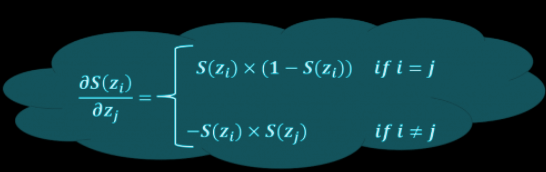 ∂S(zᵢ)/∂zⱼ = { S(zᵢ) × (1 − S(zᵢ)) if i = j
−S(zᵢ) × S(zⱼ) if i ≠ j